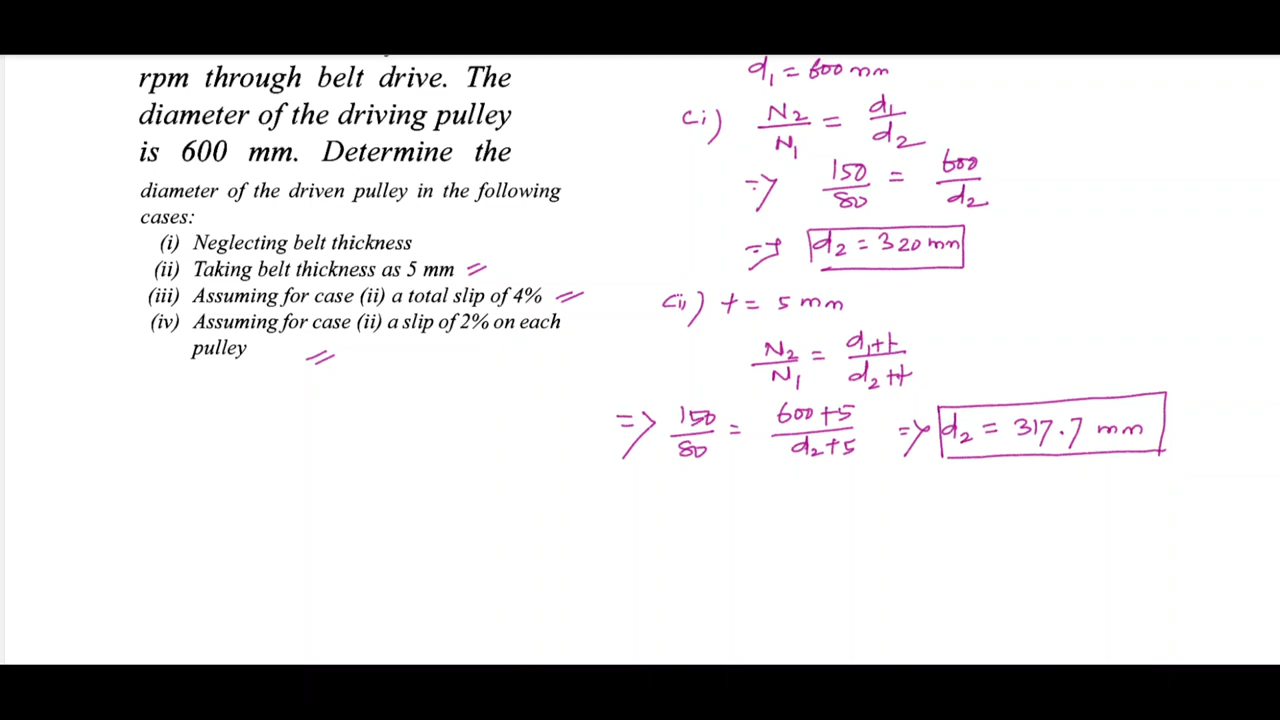 rpm through belt drive. The
diameter of the driving pulley
is 600 mm. Determine the
diameter of the driven pulley in the following
cases:
(i) Neglecting belt thickness
(ii) Taking belt thickness as 5 mm
(iii) Assuming for case (ii) a total slip of 4%
(iv) Assuming for case (ii) a slip of 2% on each
pulley
d₁ = 600 mm
(i) N₂/N₁ = d₁/d₂
=> 150/80 = 600/d₂
=> d₂ = 320 mm
(ii) t = 5 mm
N₂/N₁ = d₁+t/d₂+t
=> 150/80 = 600+5/d₂+5 => d₂ = 317.7 mm